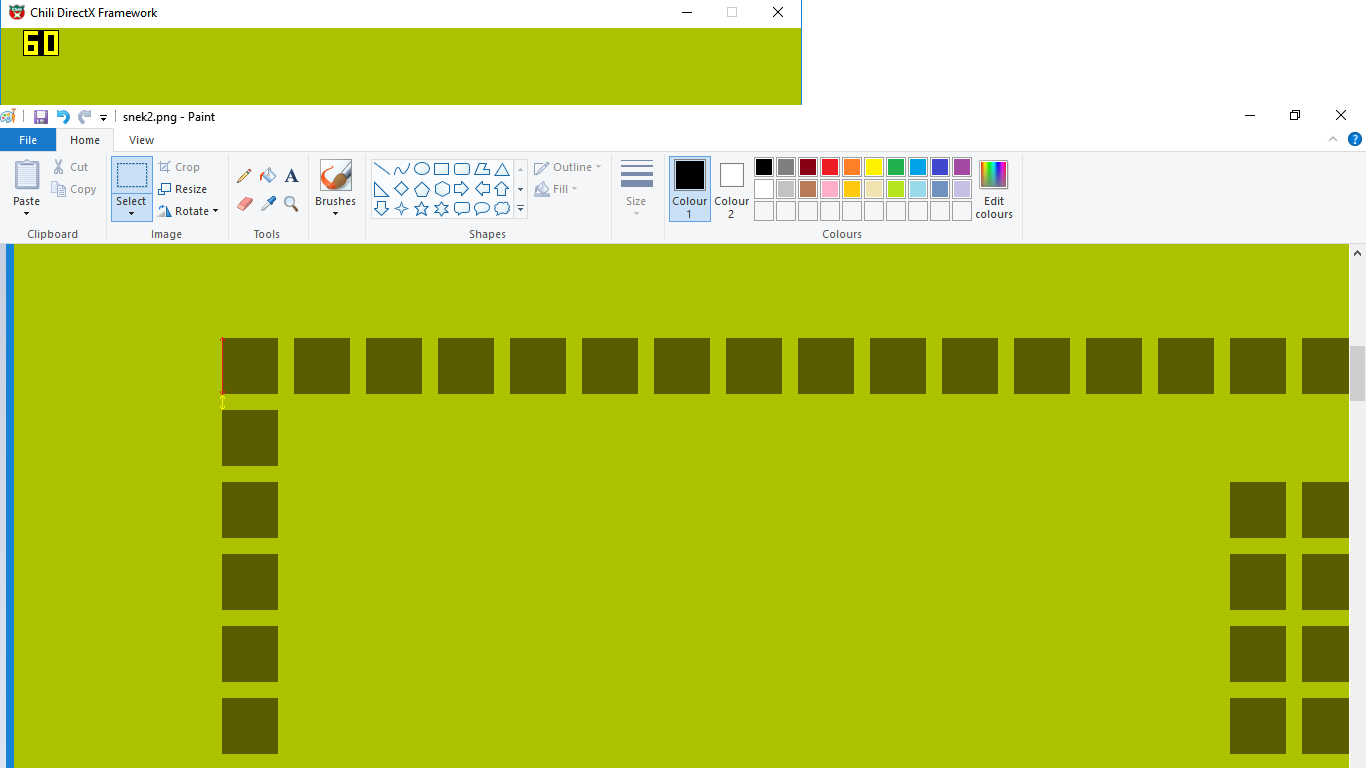 Chili DirectX Framework
60
snek2.png - Paint
File Home View
Paste
Cut
Copy
Clipboard
Select
Crop
Resize
Rotate
Image
A
Tools
Brushes
Shapes
Outline
Fill
Size
Colour
1
Colour
2
Edit
colours
Colours
?